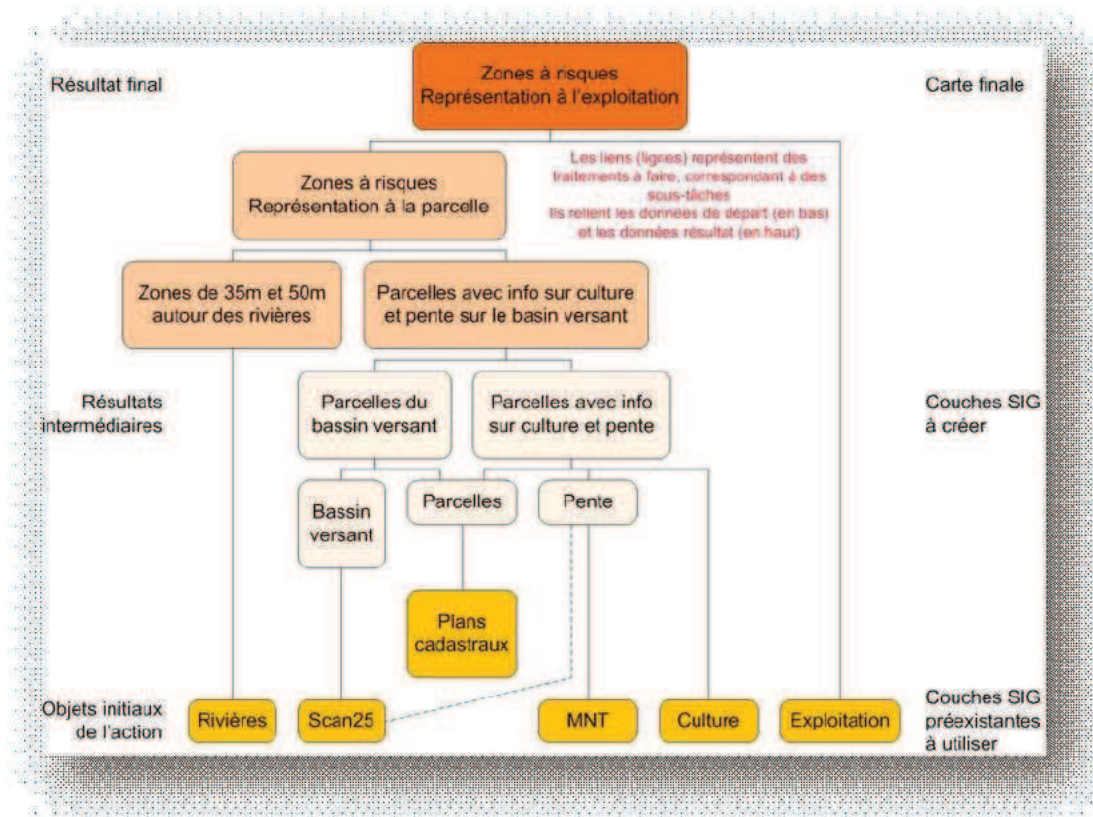 Résultat final
Zones à risques
Représentation à l'exploitation
Carte finale
Les liens (lignes) représentent des
traitements à faire, correspondant à des
sous-tâches
Ils relient les données de départ (en bas)
et les données résultat (en haut)
Zones à risques
Représentation à la parcelle
Zones de 35m et 50m
autour des rivières
Parcelles avec info sur culture
et pente sur le basin versant
Résultats
intermédiaires
Parcelles du
bassin versant
Parcelles avec info
sur culture et pente
Couches SIG
à créer
Bassin
versant
Parcelles
Pente
Plans
cadastraux
Objets initiaux
de l'action
Rivières
Scan25
MNT
Culture
Exploitation
Couches SIG
préexistantes
à utiliser